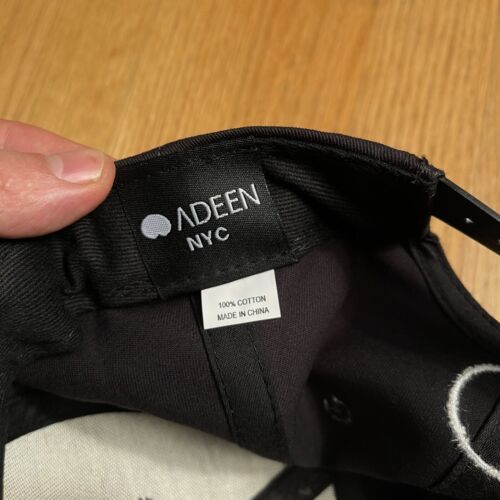 ADEEN
NYC
100% COTTON
MADE IN CHINA